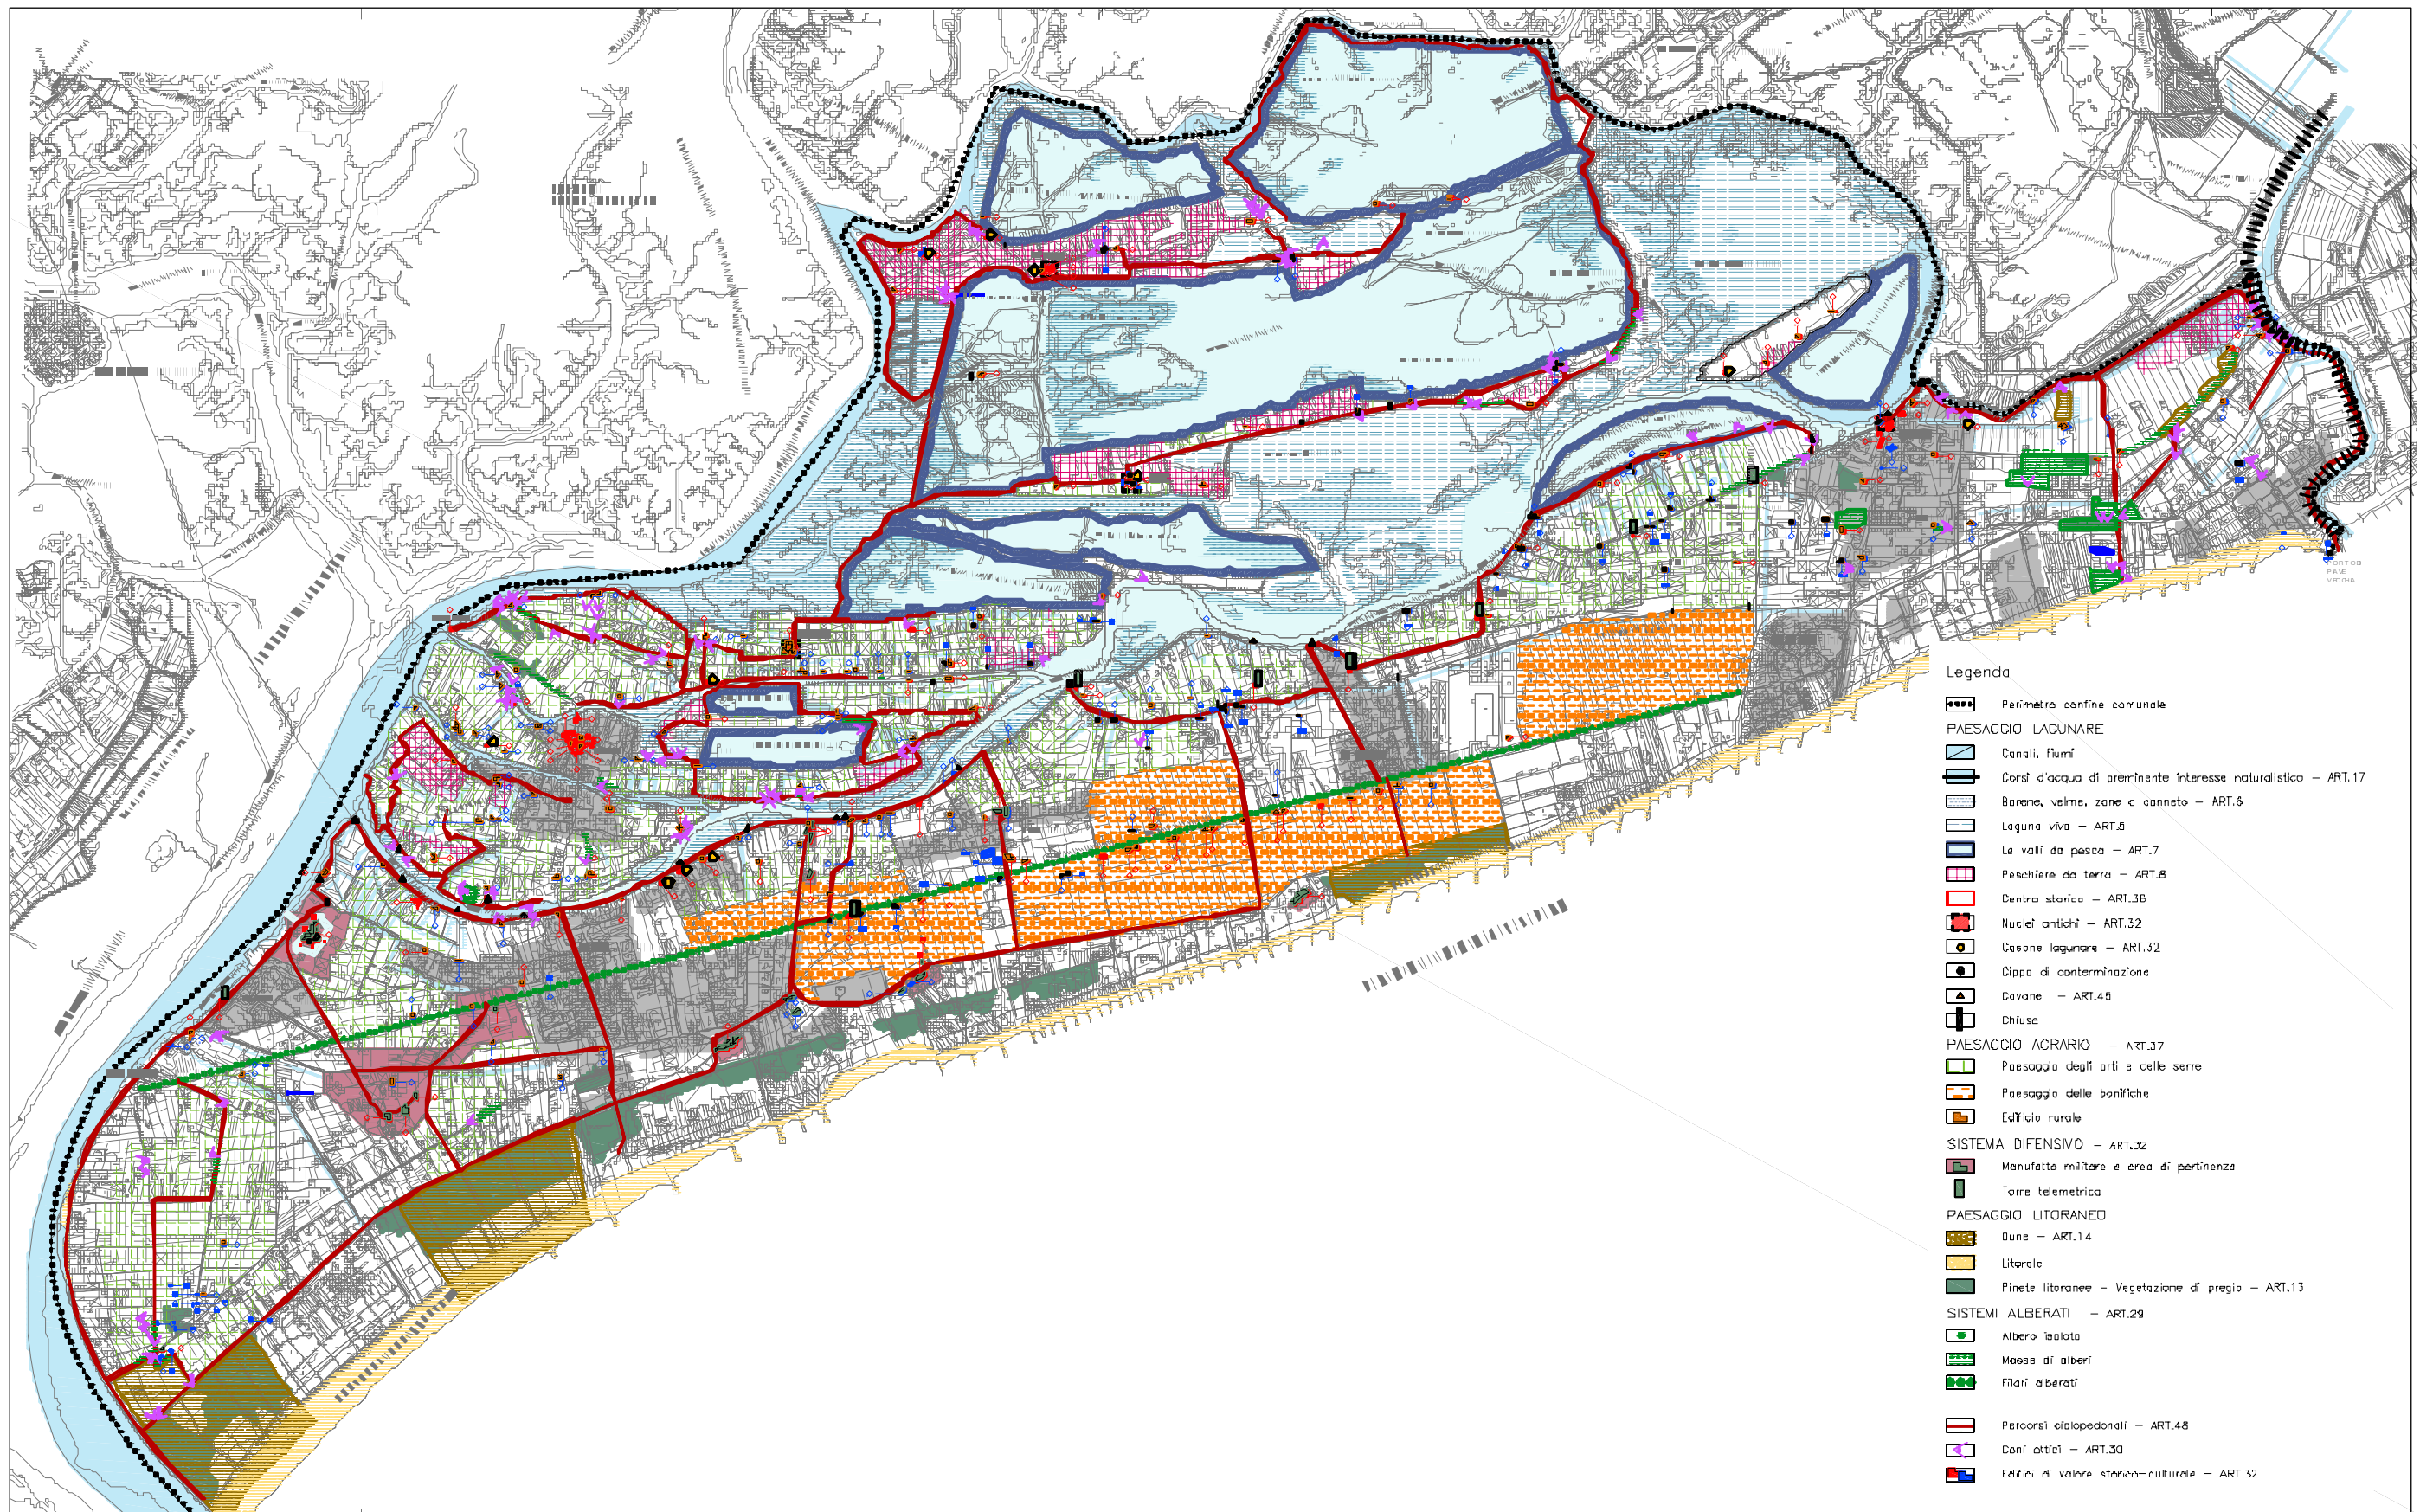 PORTO DI
PIAVE
VECCHIA
Legenda
Perimetro confine comunale
PAESAGGIO LAGUNARE
Canali, fiumi
Corsi d'acqua di preminente interesse naturalistico – ART.17
Barene, velme, zone a canneto – ART.6
Laguna viva – ART.5
Le valli da pesca – ART.7
Peschiere da terra – ART.8
Centro storico – ART.36
Nuclei antichi – ART.32
Casone lagunare – ART.32
Cippo di conterminazione
Cavane – ART.45
Chiuse
PAESAGGIO AGRARIO – ART.37
Paesaggio degli orti e delle serre
Paesaggio delle bonifiche
Edificio rurale
SISTEMA DIFENSIVO – ART.32
Manufatto militare e area di pertinenza
Torre telemetrica
PAESAGGIO LITORANEO
Dune – ART.14
Litorale
Pinete litoranee – Vegetazione di pregio – ART.13
SISTEMI ALBERATI – ART.29
Albero isolato
Masse di alberi
Filari alberati
Percorsi ciclopedonali – ART.48
Coni ottici – ART.30
Edifici di valore storico–culturale – ART.32